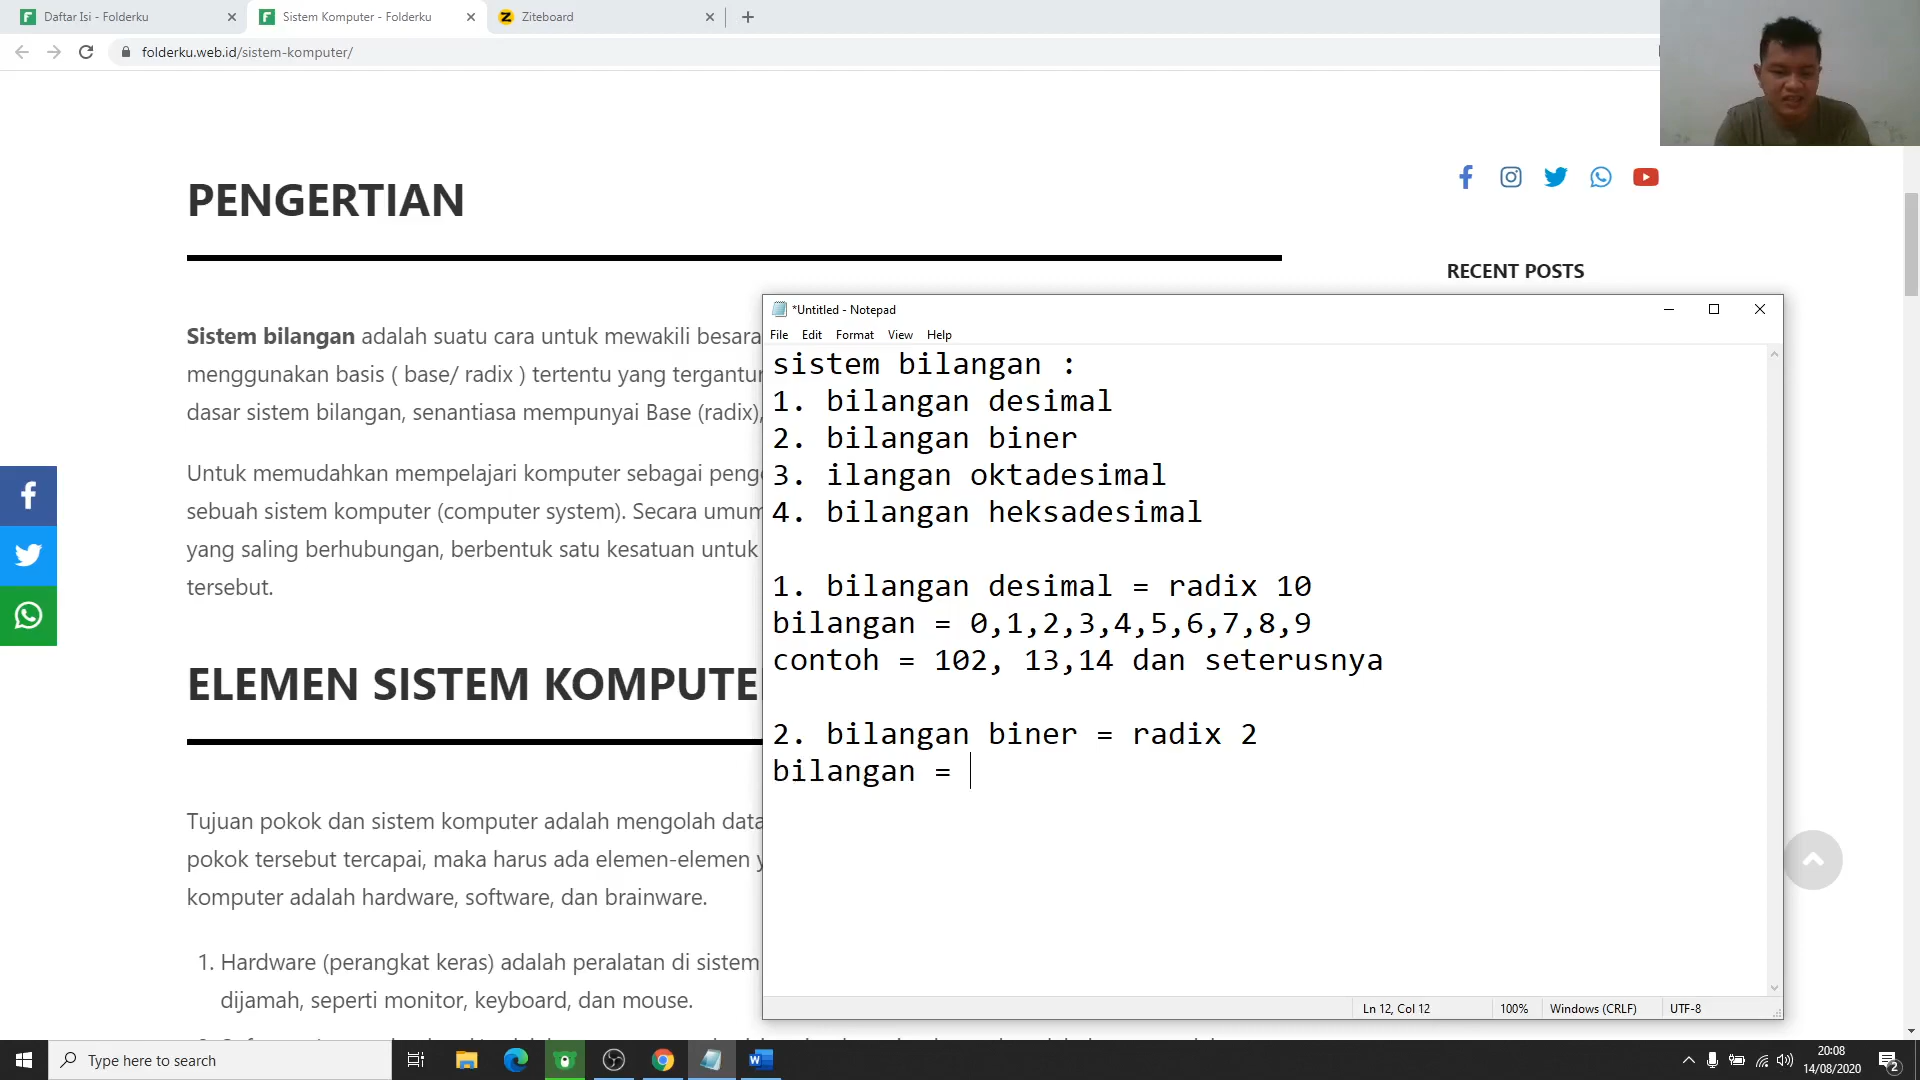 Daftar Isi - Folderku
Sistem Komputer - Folderku
Ziteboard
folderku.web.id/sistem-komputer/
PENGERTIAN
RECENT POSTS
Sistem bilangan adalah suatu cara untuk mewakili besara
menggunakan basis ( base/ radix ) tertentu yang tergantun
dasar sistem bilangan, senantiasa mempunyai Base (radix),
Untuk memudahkan mempelajari komputer sebagai penge
sebuah sistem komputer (computer system). Secara umum
yang saling berhubungan, berbentuk satu kesatuan untuk
tersebut.
ELEMEN SISTEM KOMPUTE
Tujuan pokok dan sistem komputer adalah mengolah data
pokok tersebut tercapai, maka harus ada elemen-elemen y
komputer adalah hardware, software, dan brainware.
1. Hardware (perangkat keras) adalah peralatan di sistem
dijamah, seperti monitor, keyboard, dan mouse.
*Untitled - Notepad
File Edit Format View Help
sistem bilangan :
1. bilangan desimal
2. bilangan biner
3. ilangan oktadesimal
4. bilangan heksadesimal
1. bilangan desimal = radix 10
bilangan = 0,1,2,3,4,5,6,7,8,9
contoh = 102, 13,14 dan seterusnya
2. bilangan biner = radix 2
bilangan =
Ln 12, Col 12 100% Windows (CRLF) UTF-8
Type here to search
20:08
14/08/2020
2